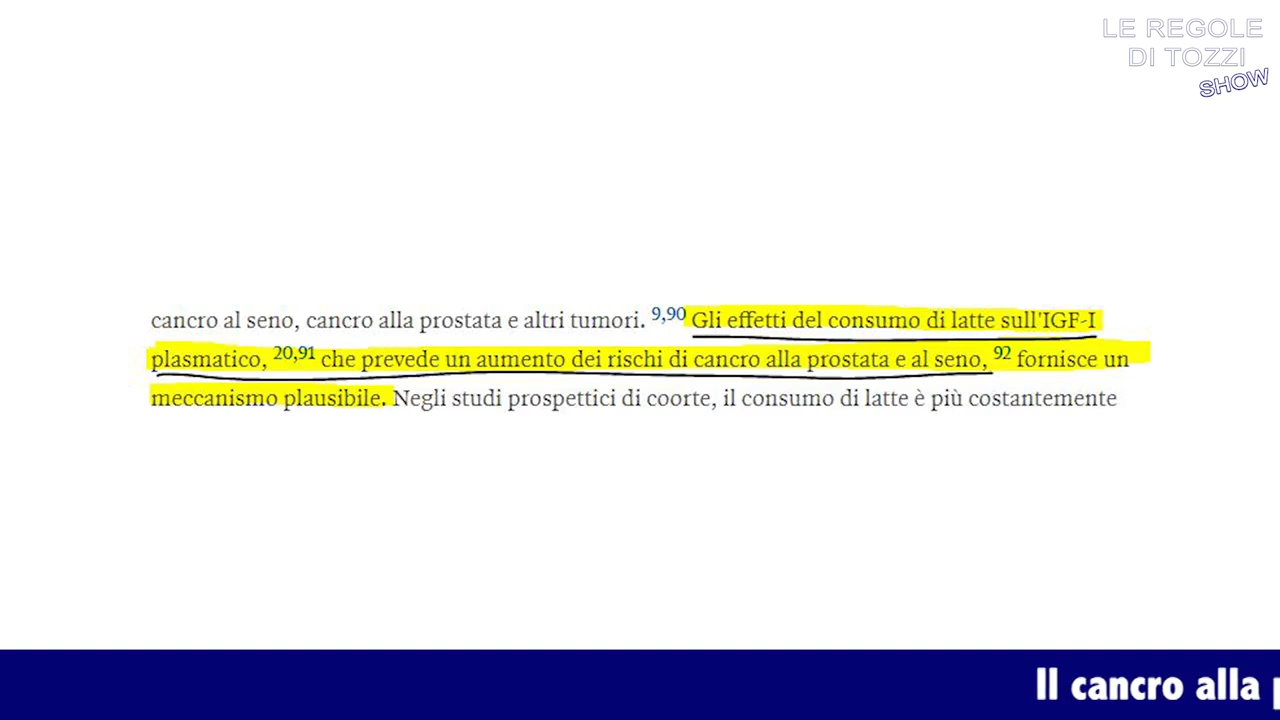 LE REGOLE
DI TOZZI
SHOW
cancro al seno, cancro alla prostata e altri tumori. 9,90 Gli effetti del consumo di latte sull'IGF-I
plasmatico, 20,91 che prevede un aumento dei rischi di cancro alla prostata e al seno, 92 fornisce un
meccanismo plausibile. Negli studi prospettici di coorte, il consumo di latte è più costantemente
Il cancro alla